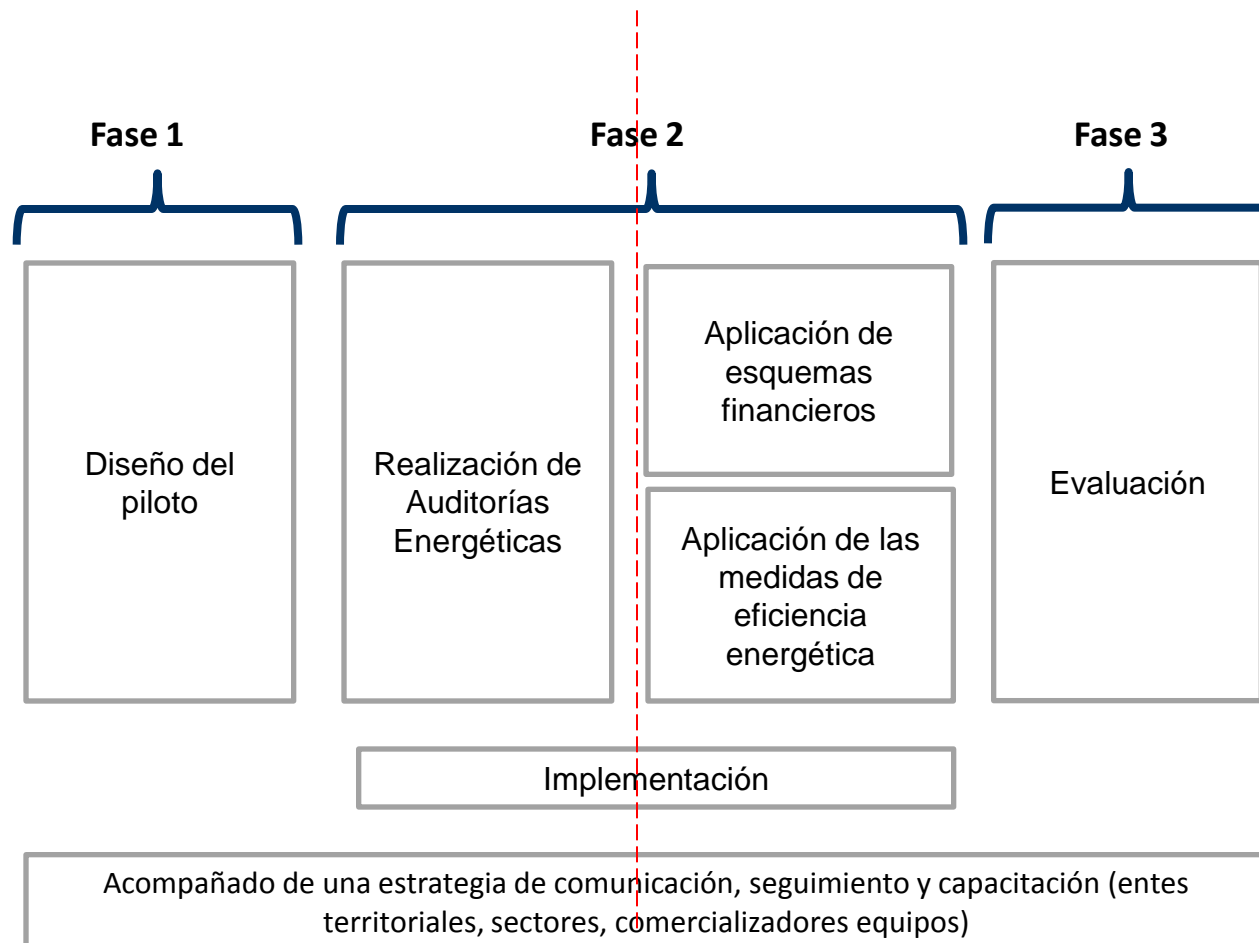 Fase 1
Fase 2
Fase 3
Diseño del
piloto
Realización de
Auditorías
Energéticas
Aplicación de
esquemas
financieros
Aplicación de las
medidas de
eficiencia
energética
Evaluación
Implementación
Acompañado de una estrategia de comunicación, seguimiento y capacitación (entes
territoriales, sectores, comercializadores equipos)